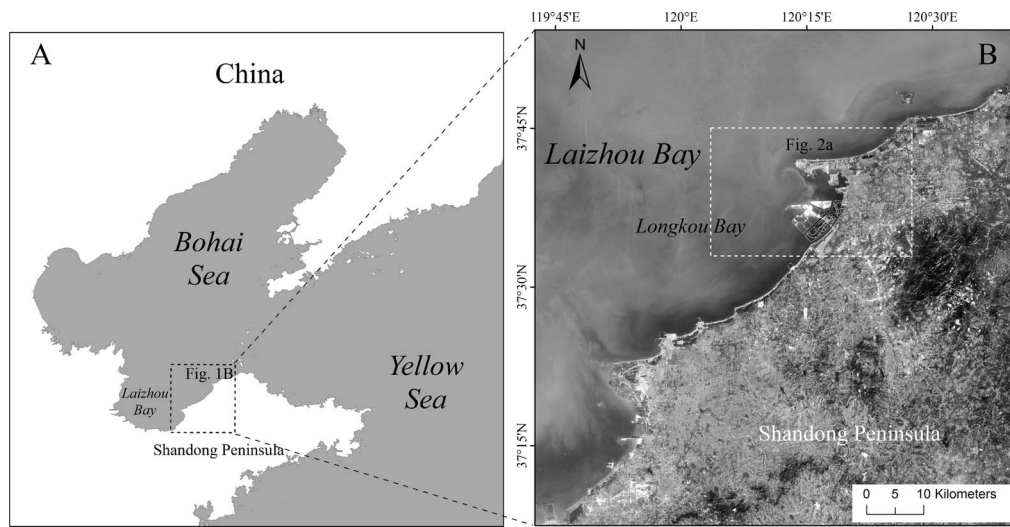 A
China
Bohai
Sea
Yellow
Sea
Fig. 1B
Laizhou
Bay
Shandong Peninsula
119°45'E
120°E
120°15'E
120°30'E
B
N
37°45'N
37°30'N
37°15'N
Fig. 2a
Laizhou Bay
Longkou Bay
Shandong Peninsula
0 5 10 Kilometers